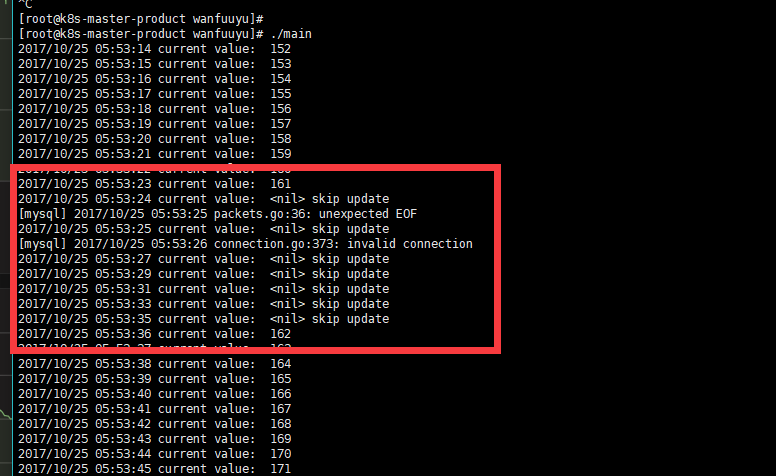 ^C
[root@k8s-master-product wanfuuyu]#
[root@k8s-master-product wanfuuyu]# ./main
2017/10/25 05:53:14 current value:  152
2017/10/25 05:53:15 current value:  153
2017/10/25 05:53:16 current value:  154
2017/10/25 05:53:17 current value:  155
2017/10/25 05:53:18 current value:  156
2017/10/25 05:53:19 current value:  157
2017/10/25 05:53:20 current value:  158
2017/10/25 05:53:21 current value:  159
2017/10/25 05:53:22 current value:  160
2017/10/25 05:53:23 current value:  161
2017/10/25 05:53:24 current value:  <nil> skip update
[mysql] 2017/10/25 05:53:25 packets.go:36: unexpected EOF
2017/10/25 05:53:25 current value:  <nil> skip update
[mysql] 2017/10/25 05:53:26 connection.go:373: invalid connection
2017/10/25 05:53:27 current value:  <nil> skip update
2017/10/25 05:53:29 current value:  <nil> skip update
2017/10/25 05:53:31 current value:  <nil> skip update
2017/10/25 05:53:33 current value:  <nil> skip update
2017/10/25 05:53:35 current value:  <nil> skip update
2017/10/25 05:53:36 current value:  162
2017/10/25 05:53:37 current value:  163
2017/10/25 05:53:38 current value:  164
2017/10/25 05:53:39 current value:  165
2017/10/25 05:53:40 current value:  166
2017/10/25 05:53:41 current value:  167
2017/10/25 05:53:42 current value:  168
2017/10/25 05:53:43 current value:  169
2017/10/25 05:53:44 current value:  170
2017/10/25 05:53:45 current value:  171